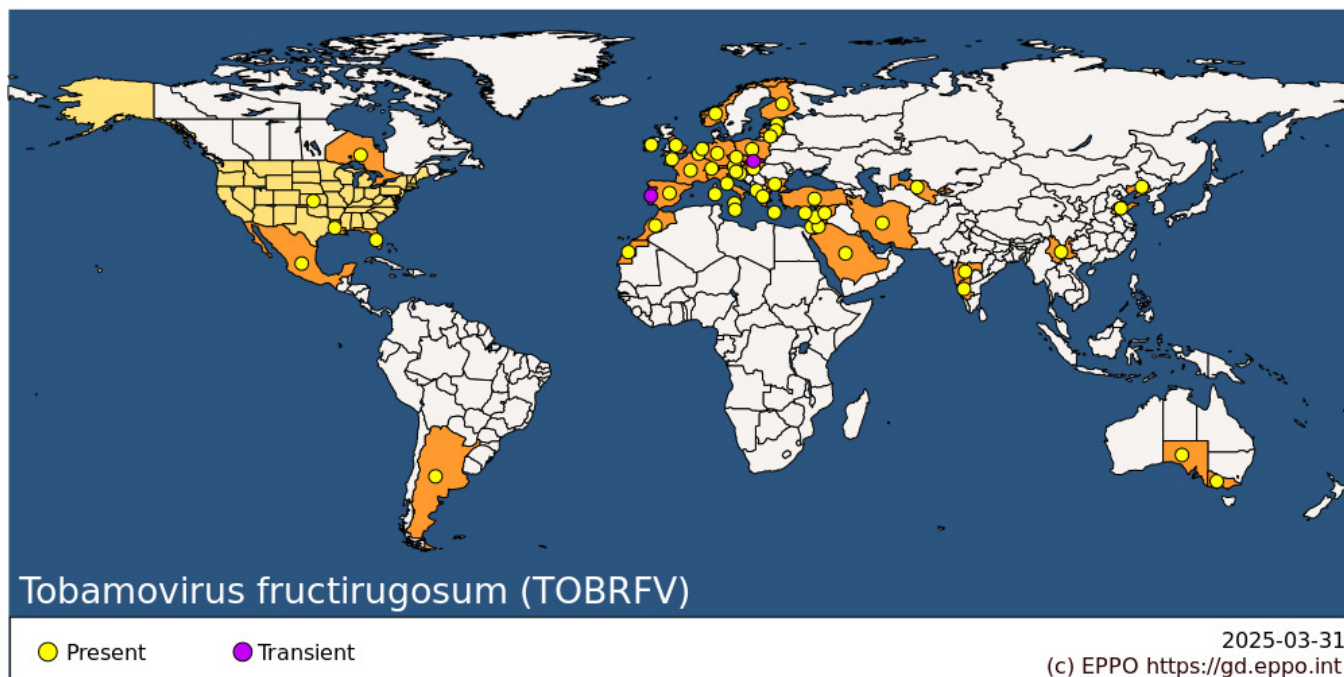 Tobamovirus fructirugosum (TOBRFV)
Present
Transient
2025-03-31
(c) EPPO https://gd.eppo.int